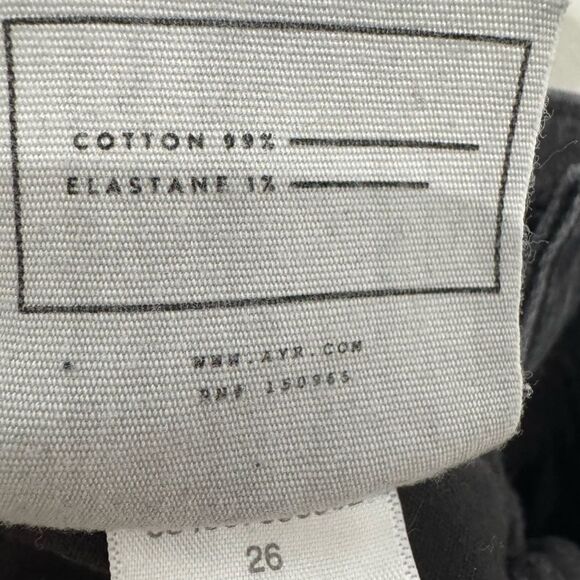 COTTON 99%
ELASTANE 1%
WWW.AYR.COM
RN# 150965
26